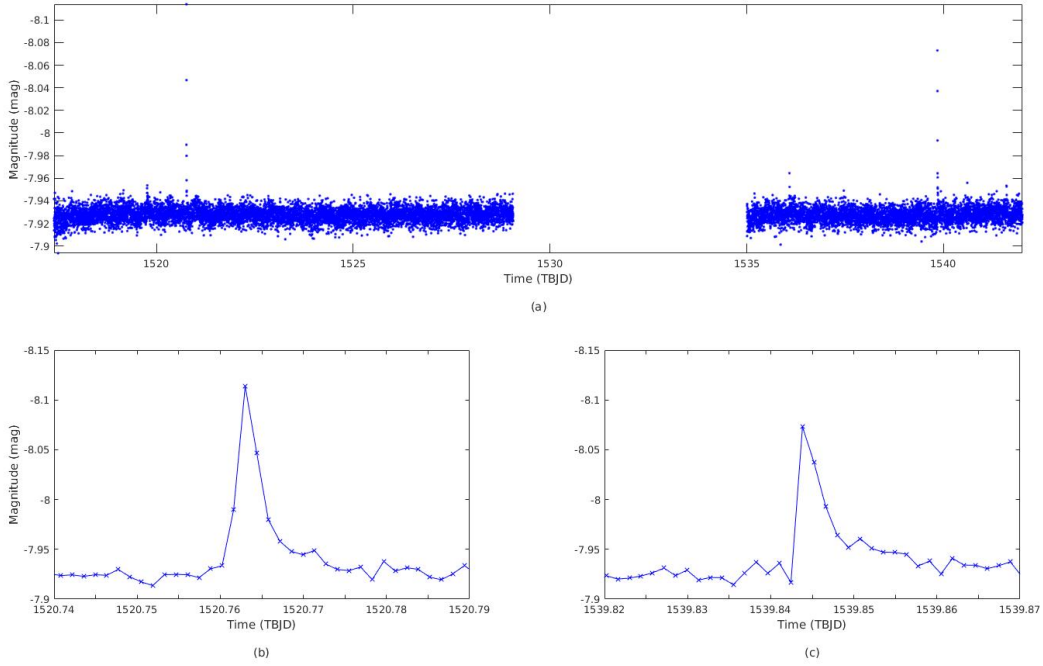 -8.1
-8.08
-8.06
-8.04
-8.02
-8
-7.98
-7.96
-7.94
-7.92
-7.9
Magnitude (mag)
1520 1525 1530 1535 1540
Time (TBJD)
(a)
-8.15
-8.1
-8.05
-8
-7.95
-7.9
Magnitude (mag)
1520.74 1520.75 1520.76 1520.77 1520.78 1520.79
Time (TBJD)
(b)
-8.15
-8.1
-8.05
-8
-7.95
-7.9
1539.82 1539.83 1539.84 1539.85 1539.86 1539.87
Time (TBJD)
(c)